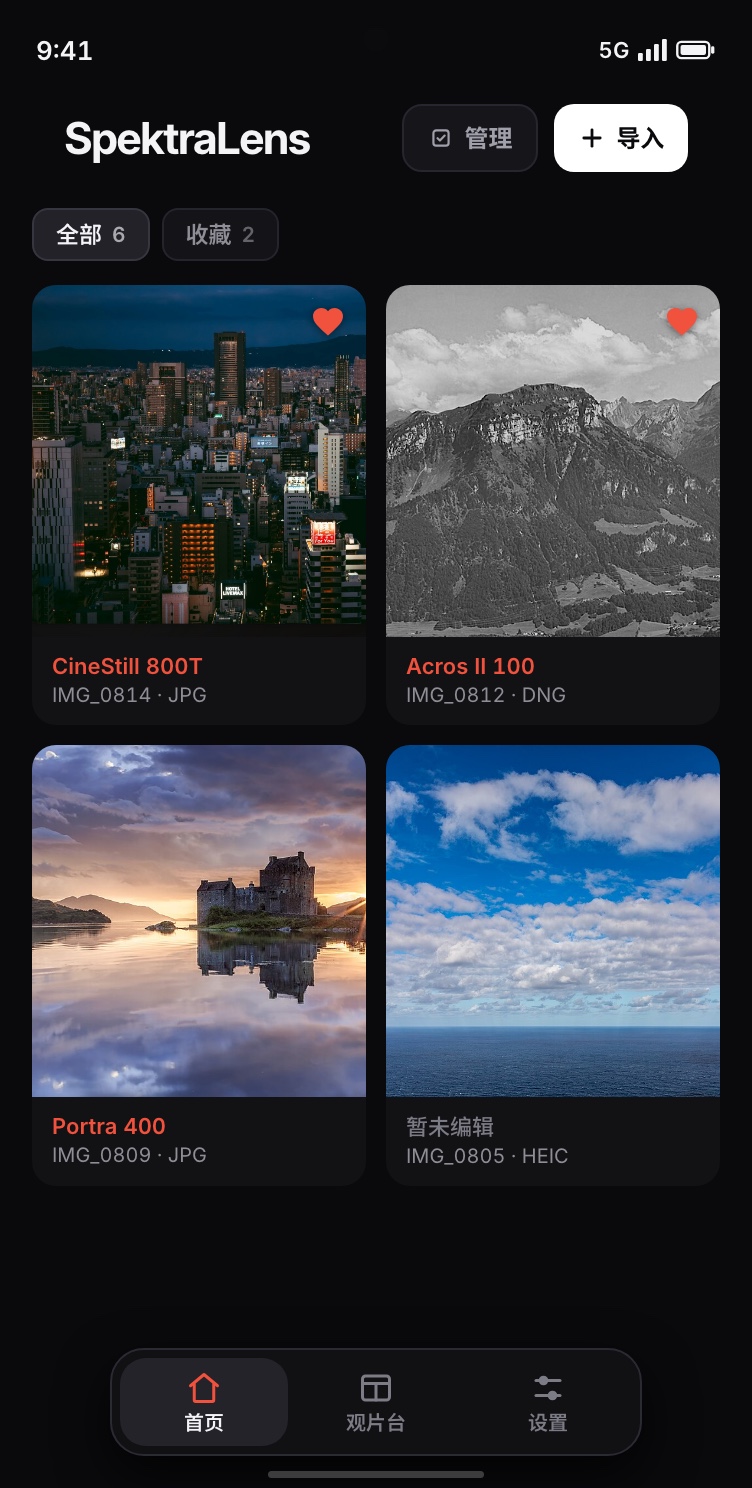 9:41 5G
SpektraLens 管理 导入
全部 6 收藏 2
HOTEL
LIVEMAX
CineStill 800T
IMG_0814 · JPG
Acros II 100
IMG_0812 · DNG
Portra 400
IMG_0809 · JPG
暂未编辑
IMG_0805 · HEIC
首页 观片台 设置